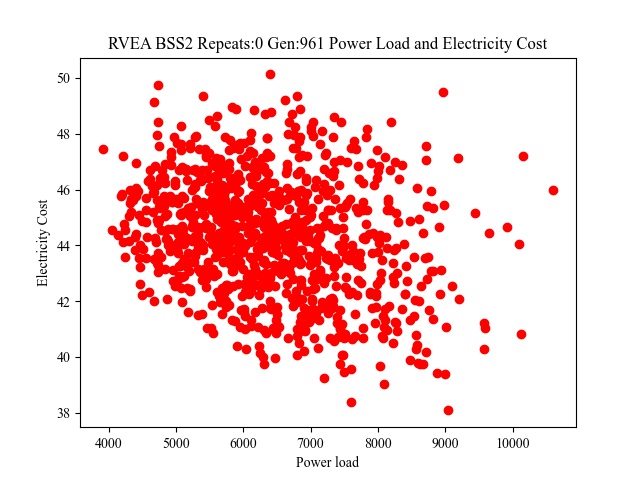 RVEA BSS2 Repeats:0 Gen:961 Power Load and Electricity Cost
50
48
46
44
42
40
38
Electricity Cost
4000 5000 6000 7000 8000 9000 10000
Power load